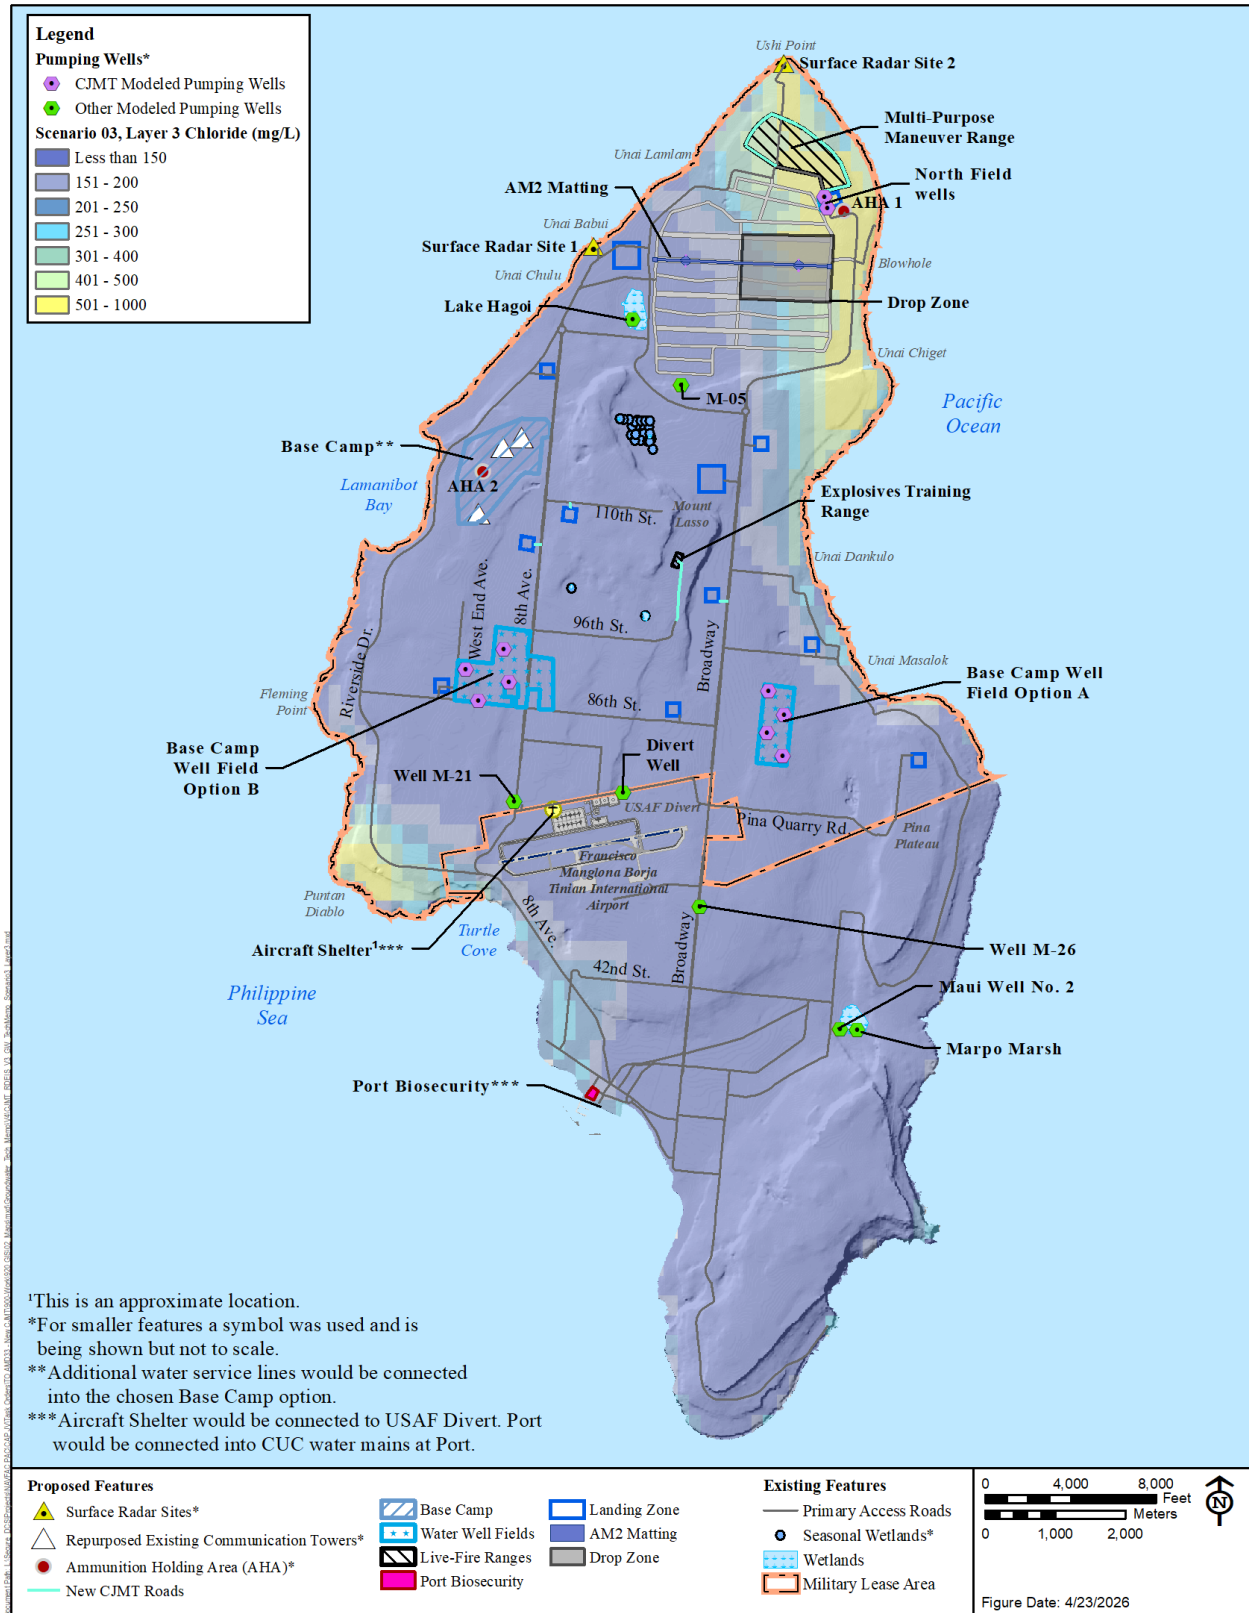 Legend
Pumping Wells*
CJMT Modeled Pumping Wells
Other Modeled Pumping Wells
Scenario 03, Layer 3 Chloride (mg/L)
Less than 150
151 - 200
201 - 250
251 - 300
301 - 400
401 - 500
501 - 1000
Ushi Point
Surface Radar Site 2
Multi-Purpose
Maneuver Range
Unai Lamlam
North Field
wells
AM2 Matting
AHA 1
Unai Babui
Surface Radar Site 1
Blowhole
Unai Chulu
Lake Hagoi
Drop Zone
Unai Chiget
M-05
Pacific
Ocean
Base Camp**
AHA 2
Lamanibot
Bay
Explosives Training
Range
Mount
Lasso
110th St.
Unai Dankulo
West End Ave.
8th Ave.
96th St.
Broadway
Riverside Dr.
Unai Masalok
Base Camp Well
Field Option A
Fleming
Point
86th St.
Base Camp
Well Field
Option B
Divert
Well
Well M-21
USAF Divert
Pina Quarry Rd.
Pina
Plateau
Francisco
Manglona Borja
Tinian International
Airport
Puntan
Diablo
8th Ave.
Turtle
Cove
Aircraft Shelter¹***
Broadway
Well M-26
42nd St.
Philippine
Sea
Maui Well No. 2
Marpo Marsh
Port Biosecurity***
¹This is an approximate location.
*For smaller features a symbol was used and is
being shown but not to scale.
**Additional water service lines would be connected
into the chosen Base Camp option.
***Aircraft Shelter would be connected to USAF Divert. Port
would be connected into CUC water mains at Port.
Proposed Features
Surface Radar Sites*
Repurposed Existing Communication Towers*
Ammunition Holding Area (AHA)*
New CJMT Roads
Base Camp
Water Well Fields
Live-Fire Ranges
Port Biosecurity
Landing Zone
AM2 Matting
Drop Zone
Existing Features
Primary Access Roads
Seasonal Wetlands*
Wetlands
Military Lease Area
0 4,000 8,000
Feet
Meters
0 1,000 2,000
N
Figure Date: 4/23/2026